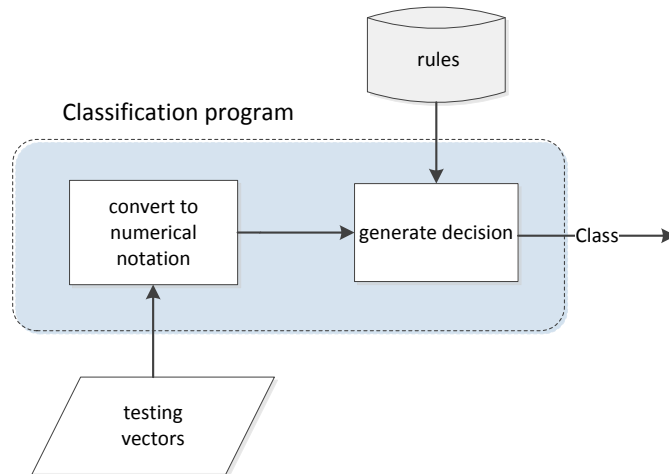 rules
Classification program
convert to
numerical
notation
generate decision
Class
testing
vectors